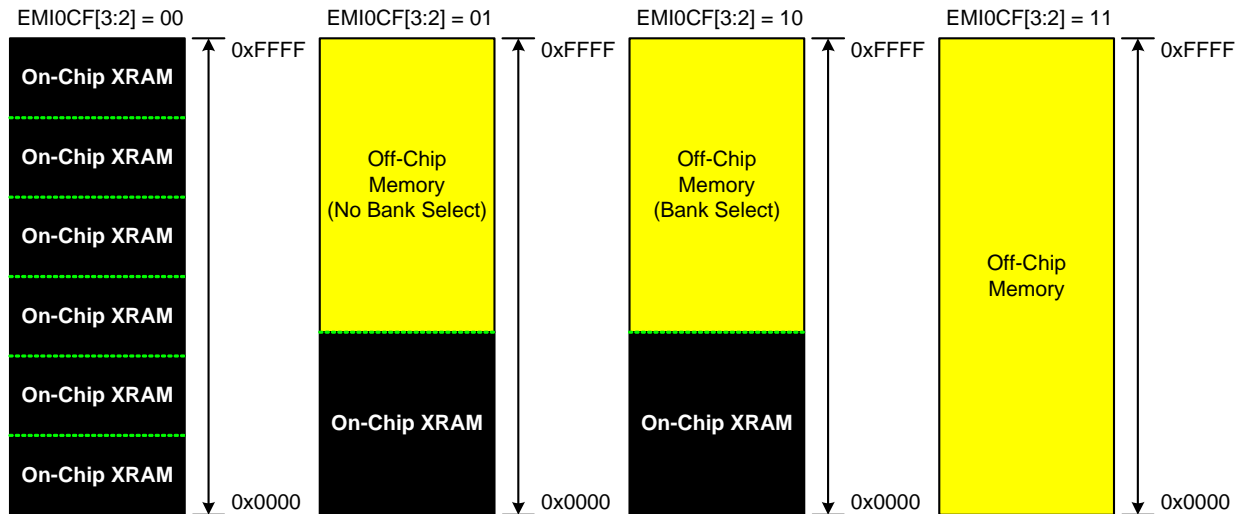 EMI0CF[3:2] = 00
0xFFFF
On-Chip XRAM
On-Chip XRAM
On-Chip XRAM
On-Chip XRAM
On-Chip XRAM
On-Chip XRAM
0x0000
EMI0CF[3:2] = 01
0xFFFF
Off-Chip
Memory
(No Bank Select)
On-Chip XRAM
0x0000
EMI0CF[3:2] = 10
0xFFFF
Off-Chip
Memory
(Bank Select)
On-Chip XRAM
0x0000
EMI0CF[3:2] = 11
0xFFFF
Off-Chip
Memory
0x0000